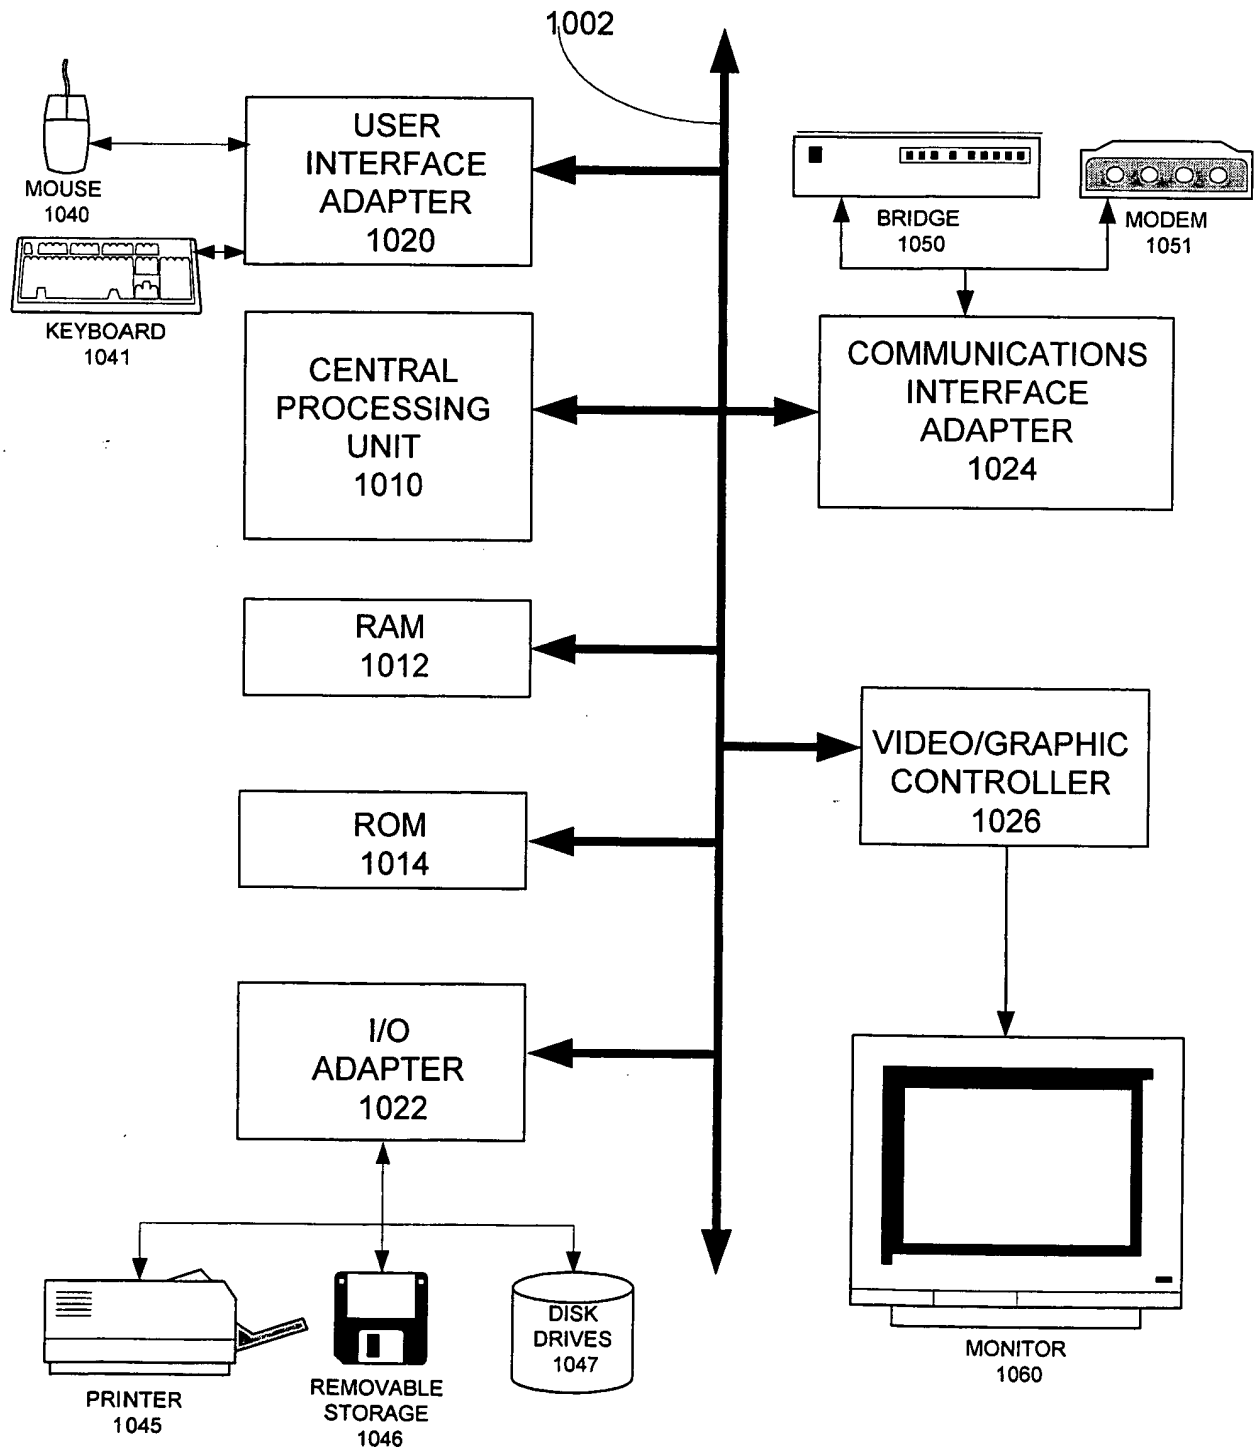 1002
USER
INTERFACE
ADAPTER
1020
MOUSE
1040
KEYBOARD
1041
BRIDGE
1050
MODEM
1051
CENTRAL
PROCESSING
UNIT
1010
COMMUNICATIONS
INTERFACE
ADAPTER
1024
RAM
1012
VIDEO/GRAPHIC
CONTROLLER
1026
ROM
1014
I/O
ADAPTER
1022
DISK
DRIVES
1047
PRINTER
1045
REMOVABLE
STORAGE
1046
MONITOR
1060